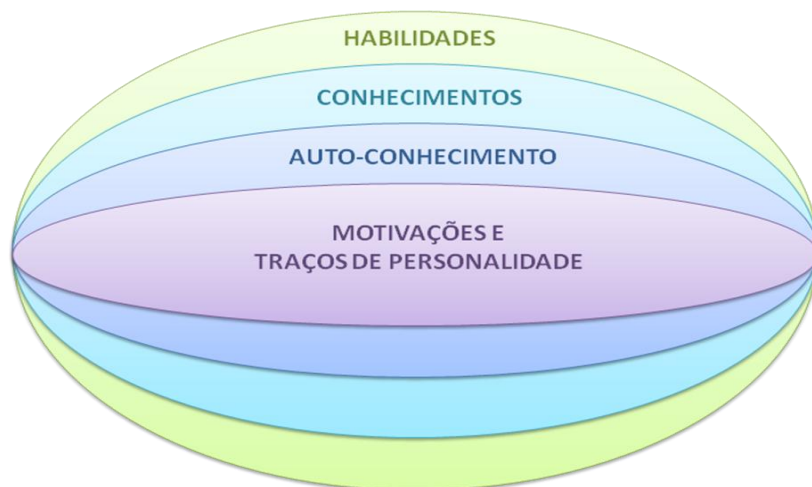 HABILIDADES
CONHECIMENTOS
AUTO-CONHECIMENTO
MOTIVAÇÕES E
TRAÇOS DE PERSONALIDADE